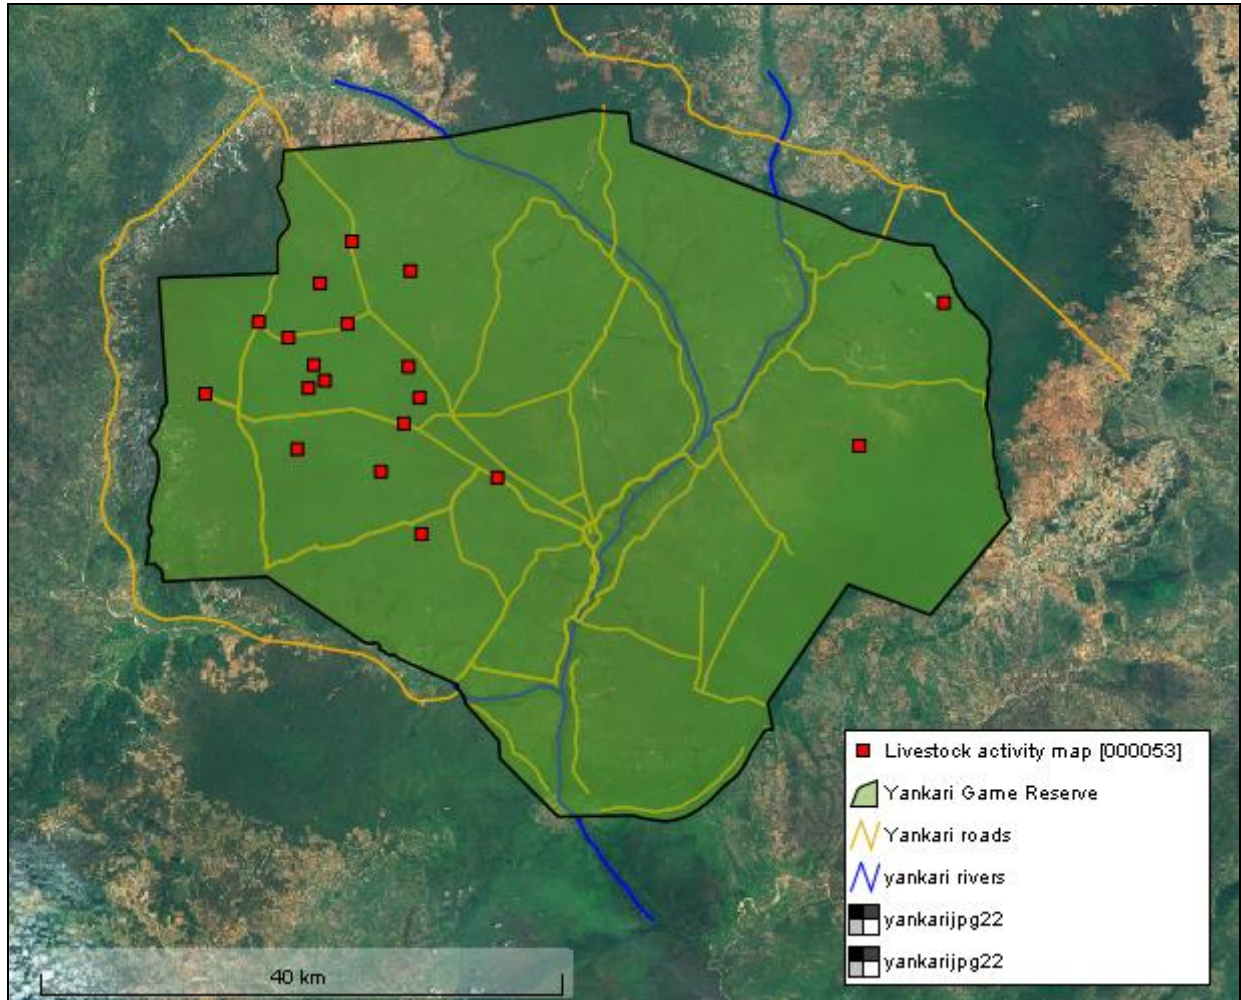 Livestock activity map [000053]
Yankari Game Reserve
Yankari roads
yankari rivers
yankarijpg22
yankarijpg22
40 km